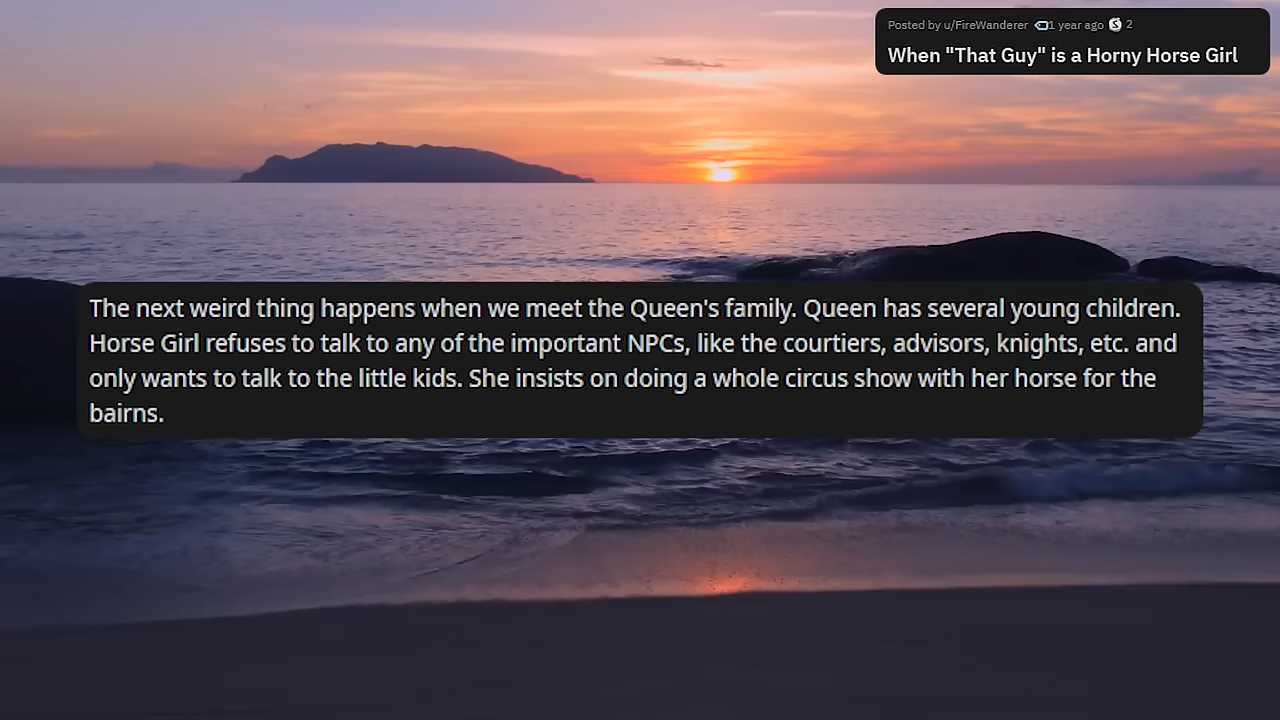 Posted by u/FireWanderer 1 year ago S 2
When "That Guy" is a Horny Horse Girl
The next weird thing happens when we meet the Queen's family. Queen has several young children.
Horse Girl refuses to talk to any of the important NPCs, like the courtiers, advisors, knights, etc. and
only wants to talk to the little kids. She insists on doing a whole circus show with her horse for the
bairns.